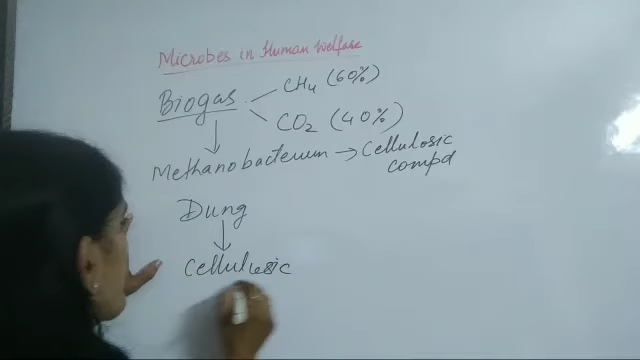 Microbes in Human Welfare
Biogas
CH4 (60%)
CO2 (40%)
Methanobacterium → Cellulosic
compd
Dung
Cellulosic